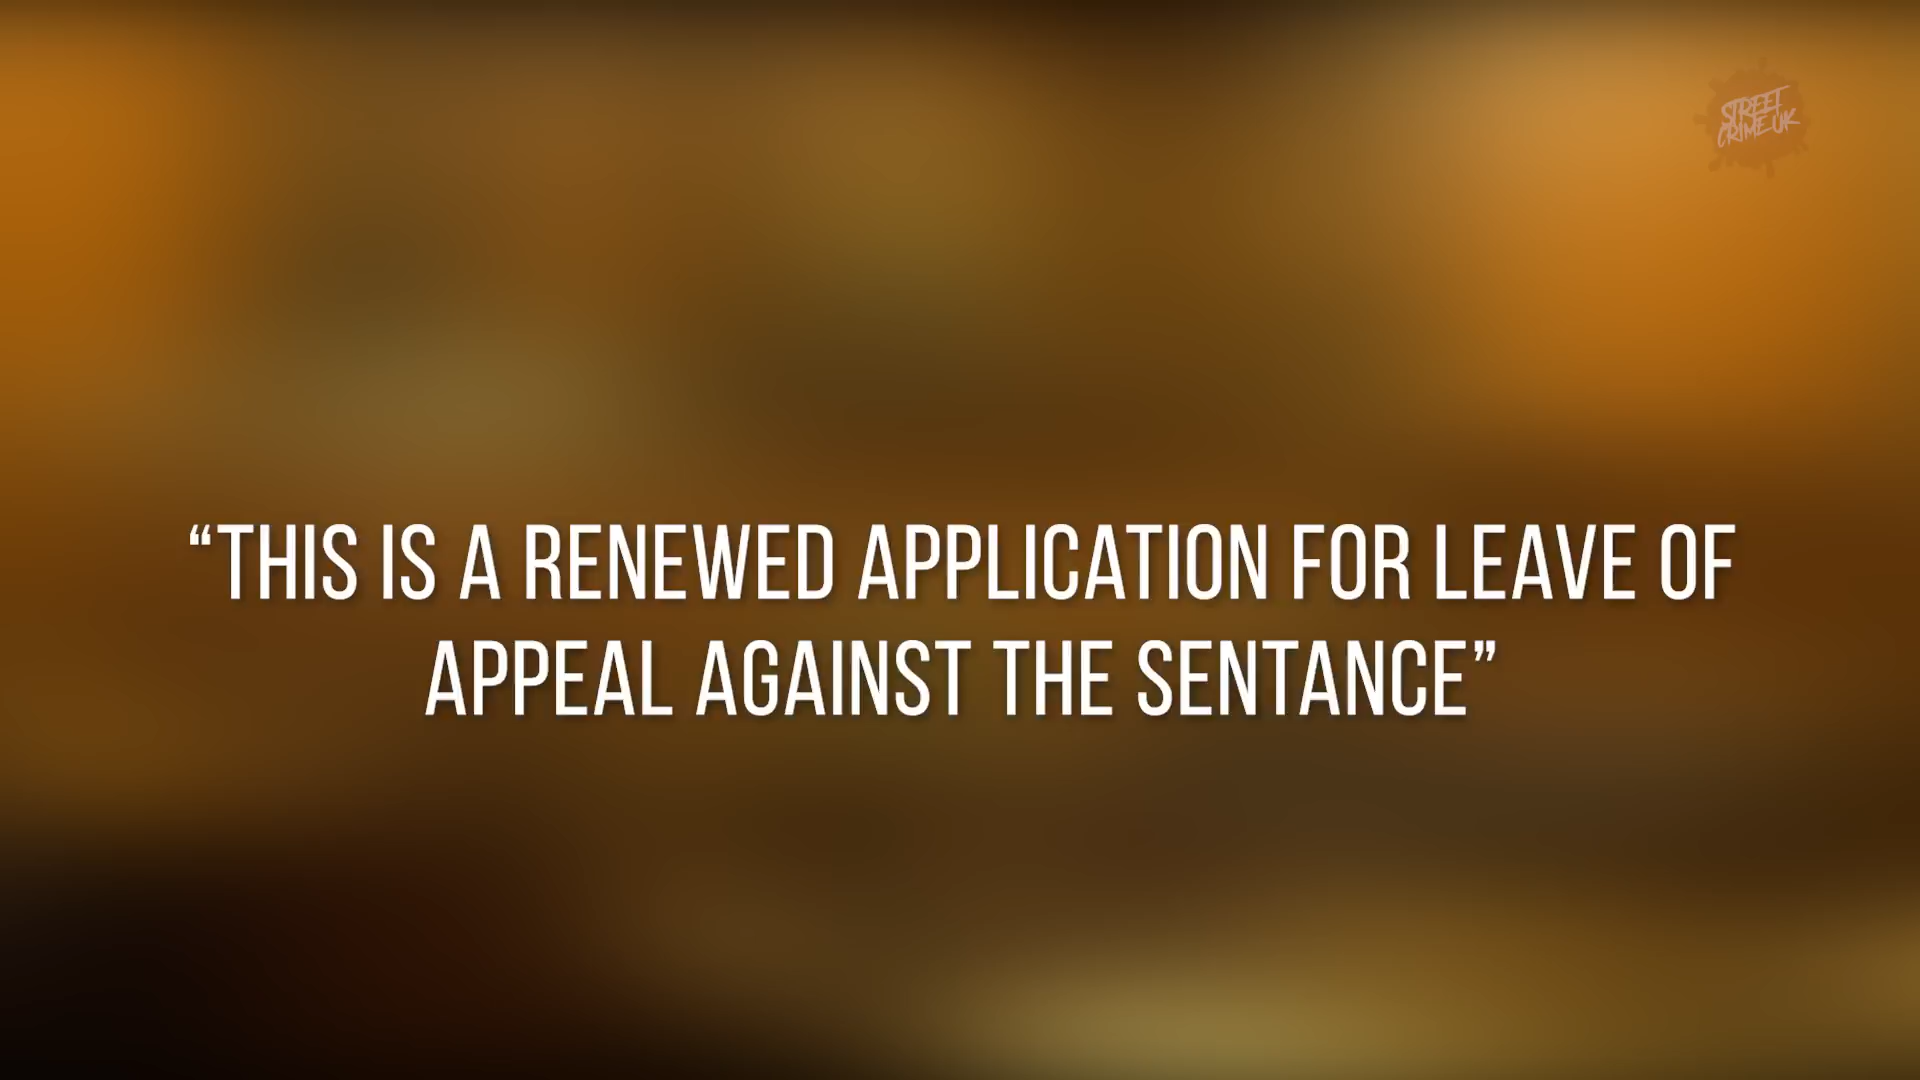 STREET
CRIME UK
“THIS IS A RENEWED APPLICATION FOR LEAVE OF
APPEAL AGAINST THE SENTANCE”